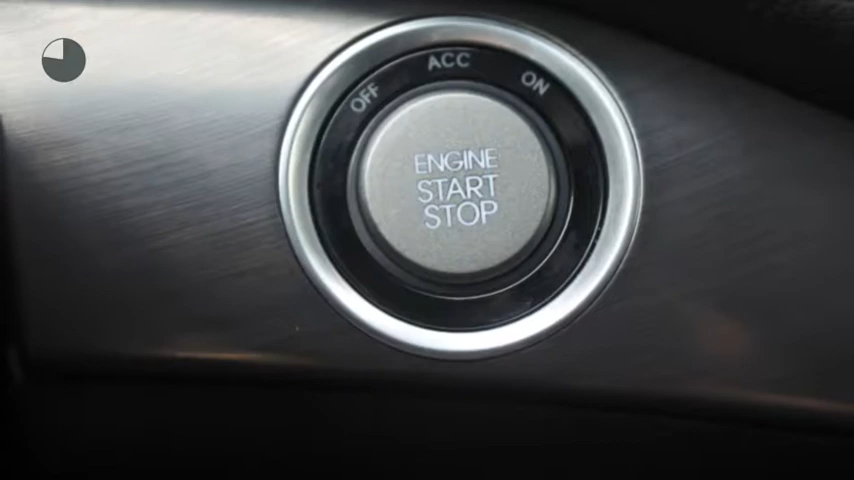 OFF
ACC
ON
ENGINE
START
STOP